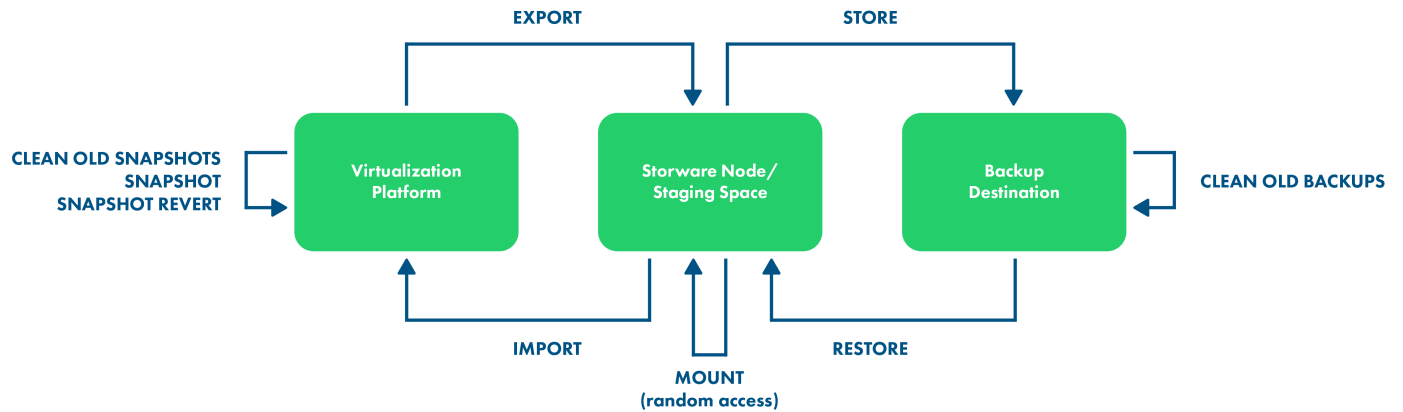 EXPORT
STORE
CLEAN OLD SNAPSHOTS
SNAPSHOT
SNAPSHOT REVERT
Virtualization
Platform
Storware Node/
Staging Space
Backup
Destination
CLEAN OLD BACKUPS
IMPORT
RESTORE
MOUNT
(random access)